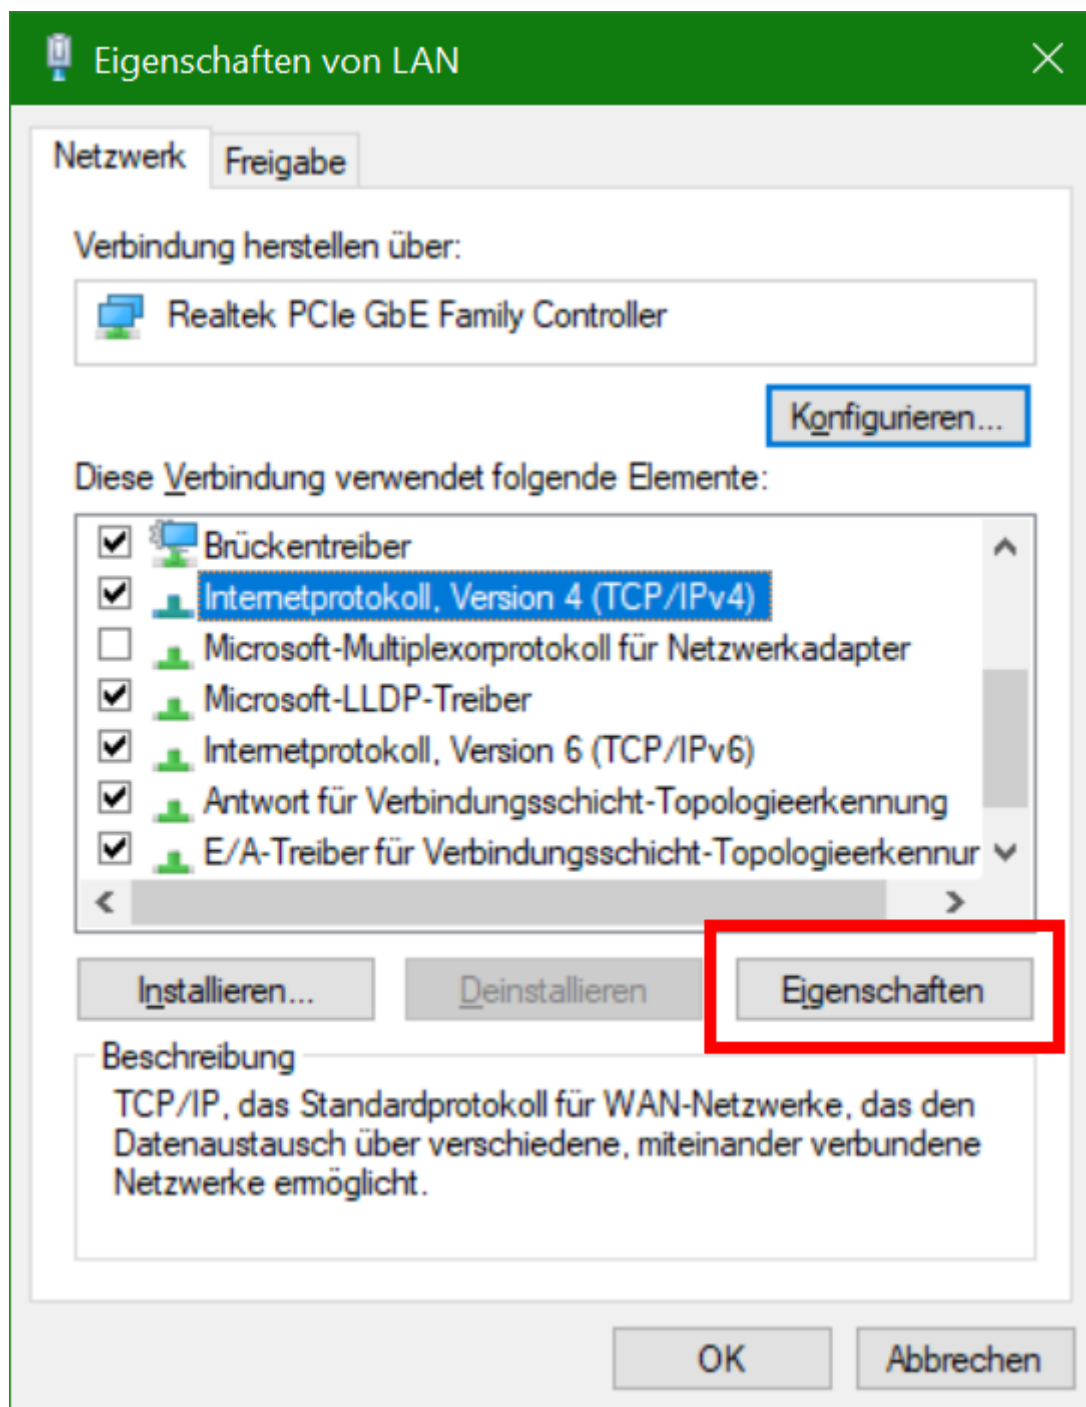 Eigenschaften von LAN
Netzwerk
Freigabe
Verbindung herstellen über:
Realtek PCIe GbE Family Controller
Konfigurieren...
Diese Verbindung verwendet folgende Elemente:
Brückentreiber
Internetprotokoll, Version 4 (TCP/IPv4)
Microsoft-Multiplexorprotokoll für Netzwerkadapter
Microsoft-LLDP-Treiber
Internetprotokoll, Version 6 (TCP/IPv6)
Antwort für Verbindungsschicht-Topologieerkennung
E/A-Treiber für Verbindungsschicht-Topologieerkennur
Installieren...
Deinstallieren
Eigenschaften
Beschreibung
TCP/IP, das Standardprotokoll für WAN-Netzwerke, das den
Datenaustausch über verschiedene, miteinander verbundene
Netzwerke ermöglicht.
OK
Abbrechen